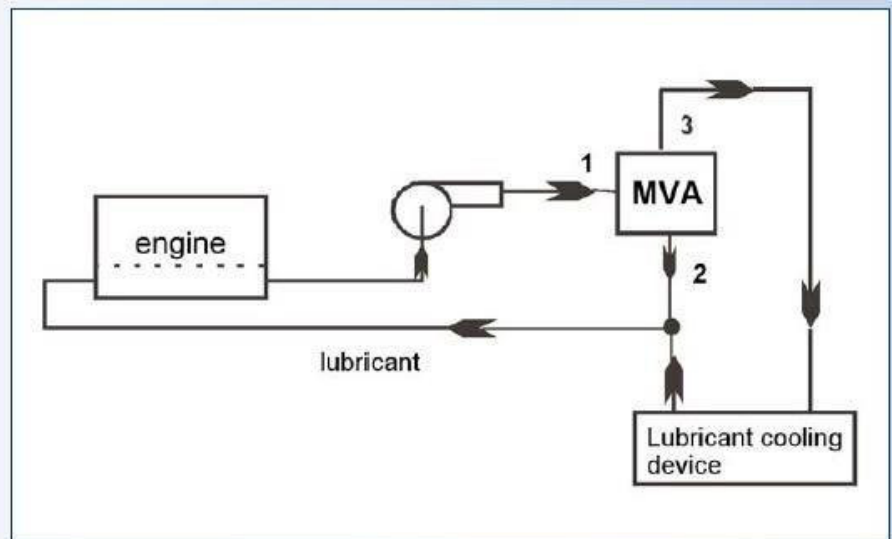 3
1
MVA
engine
2
lubricant
Lubricant cooling
device